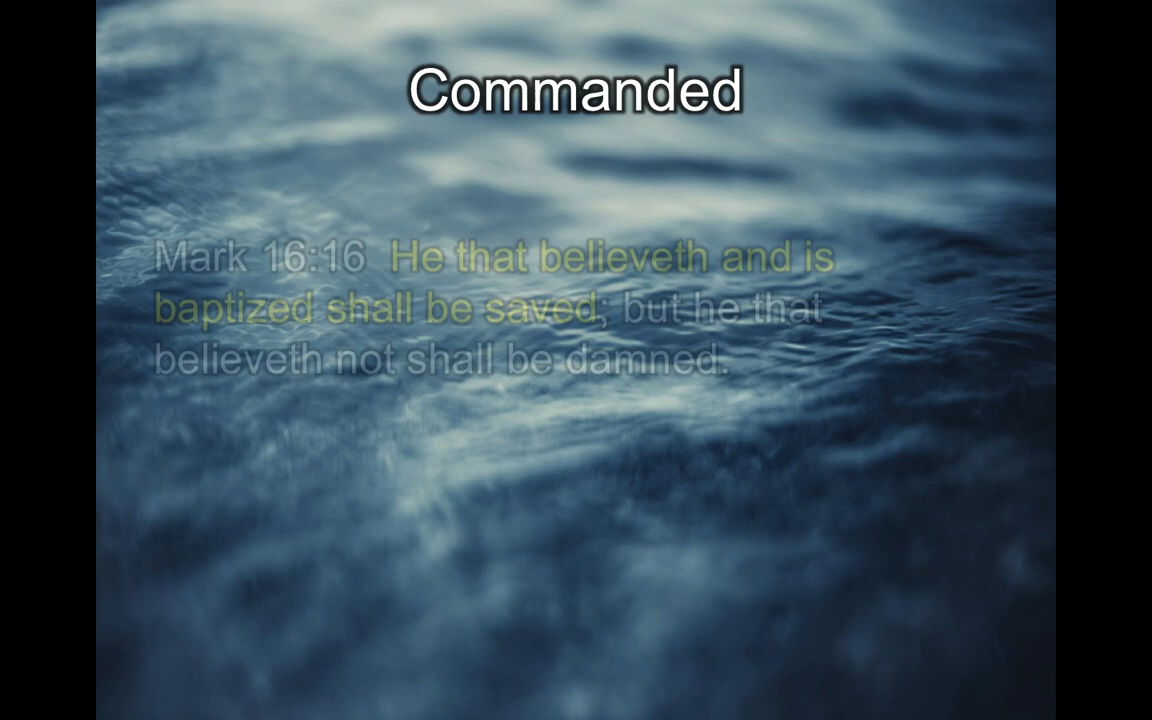 Commanded
Mark 16:16 He that believeth and is
baptized shall be saved; but he that
believeth not shall be damned.